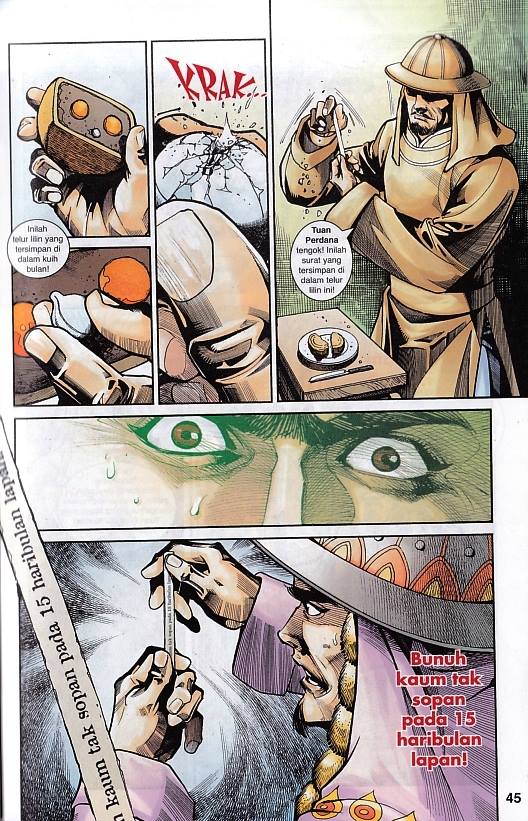 KRAK...
Inilah
telur lilin yang
tersimpan di
dalam kuih
bulan!
Tuan
Perdana
tengok! Inilah
surat yang
tersimpan di
dalam telur
lilin ini!
kaum tak sopan pada 15 haribulan lapan
Bunuh
kaum tak
sopan
pada 15
haribulan
lapan!
45